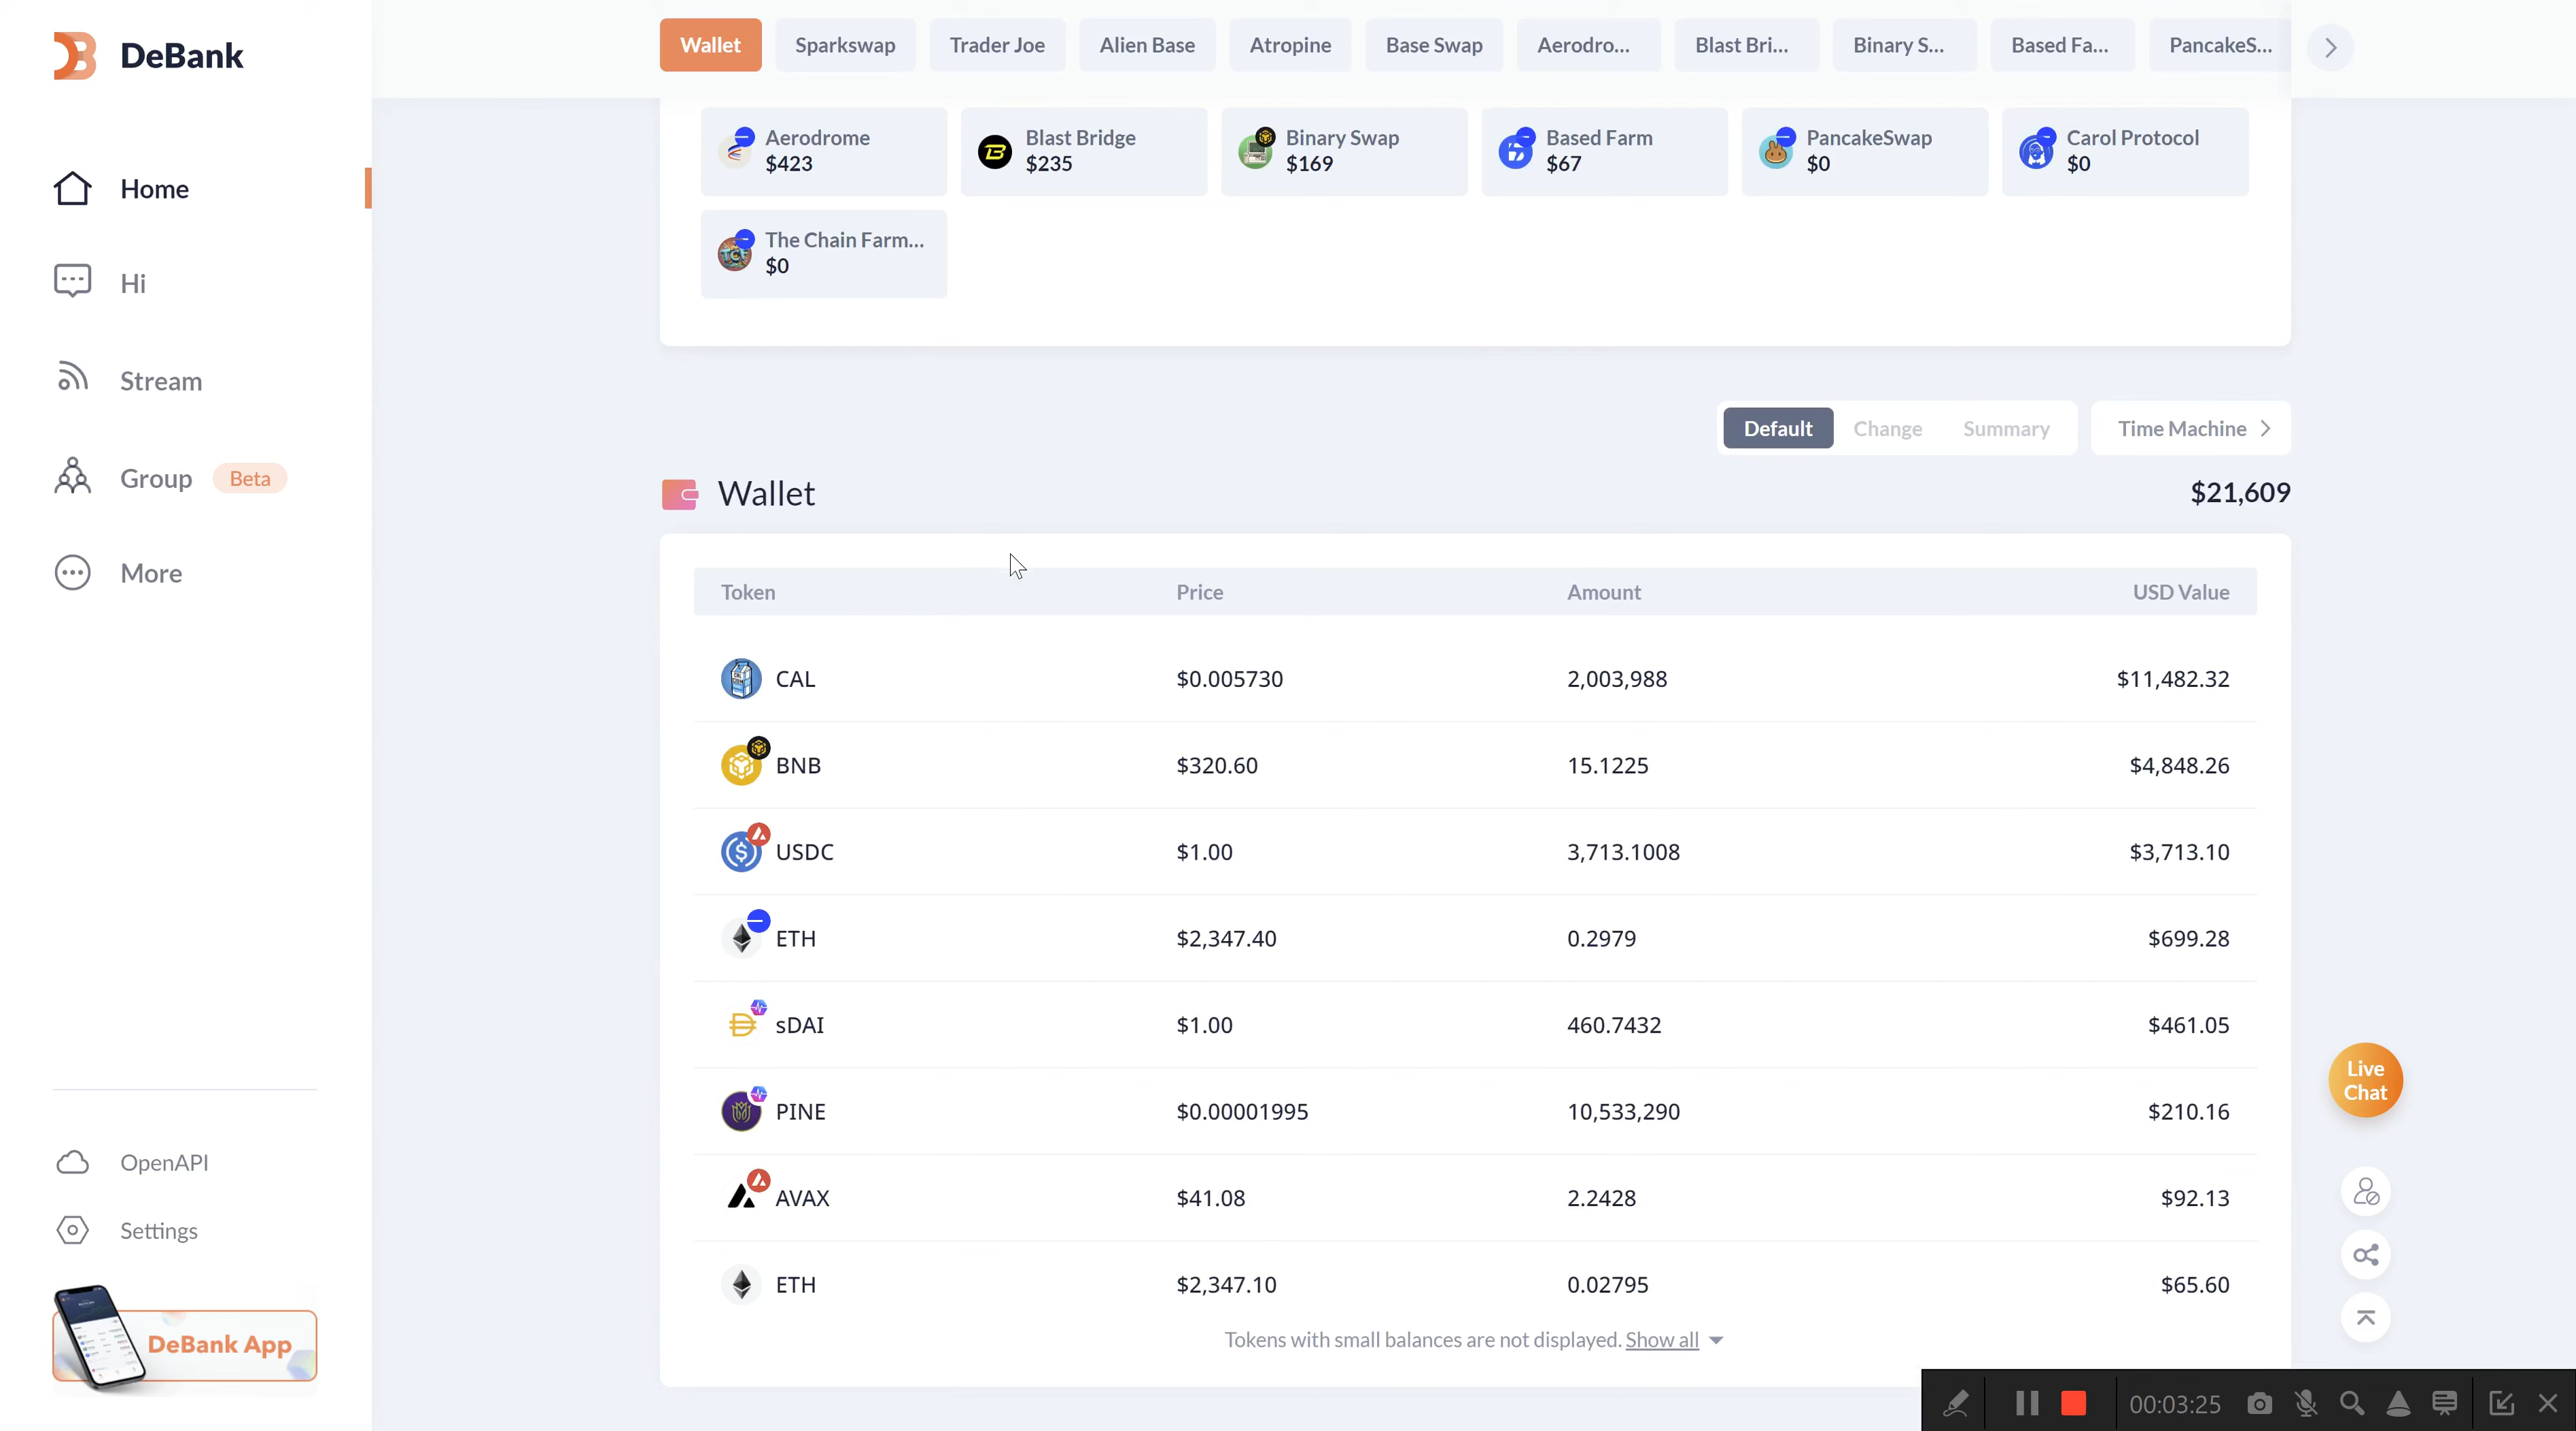 DeBank
Home
Hi
Stream
Group Beta
More
OpenAPI
Settings
DeBank App
Wallet Sparkswap Trader Joe Alien Base Atropine Base Swap Aerodro... Blast Bri... Binary S... Based Fa... PancakeS...
Aerodrome
$423
Blast Bridge
$235
Binary Swap
$169
Based Farm
$67
PancakeSwap
$0
Carol Protocol
$0
The Chain Farm...
$0
Default Change Summary Time Machine
Wallet $21,609
Token Price Amount USD Value
CAL $0.005730 2,003,988 $11,482.32
BNB $320.60 15.1225 $4,848.26
USDC $1.00 3,713.1008 $3,713.10
ETH $2,347.40 0.2979 $699.28
sDAI $1.00 460.7432 $461.05
PINE $0.00001995 10,533,290 $210.16
AVAX $41.08 2.2428 $92.13
ETH $2,347.10 0.02795 $65.60
Tokens with small balances are not displayed. Show all
Live
Chat
00:03:25